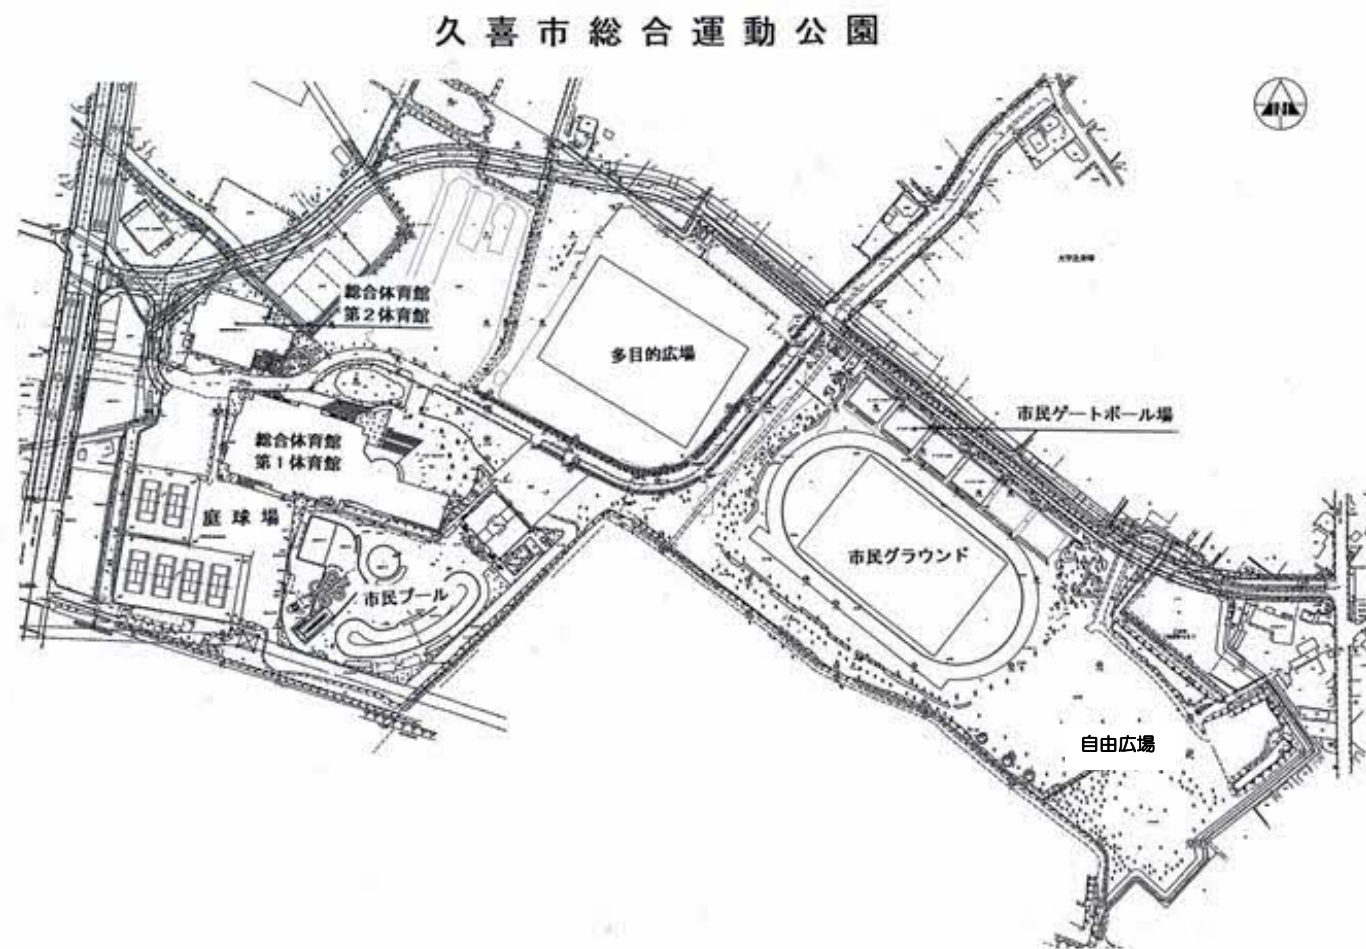 久喜市総合運動公園
総合体育館
第2体育館
多目的広場
市民ゲートボール場
総合体育館
第1体育館
庭球場
市民グラウンド
市民プール
自由広場